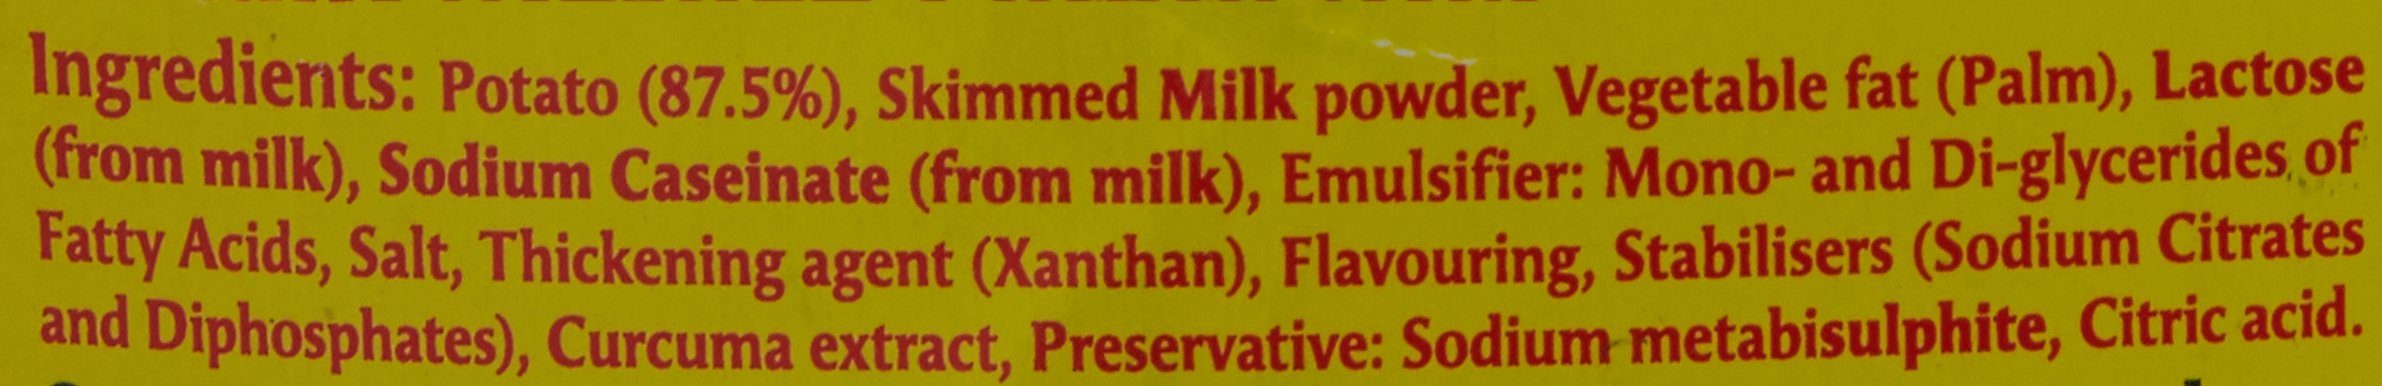 Ingredients: Potato (87.5%), Skimmed Milk powder, Vegetable fat (Palm), Lactose
(from milk), Sodium Caseinate (from milk), Emulsifier: Mono- and Di-glycerides of
Fatty Acids, Salt, Thickening agent (Xanthan), Flavouring, Stabilisers (Sodium Citrates
and Diphosphates), Curcuma extract, Preservative: Sodium metabisulphite, Citric acid.